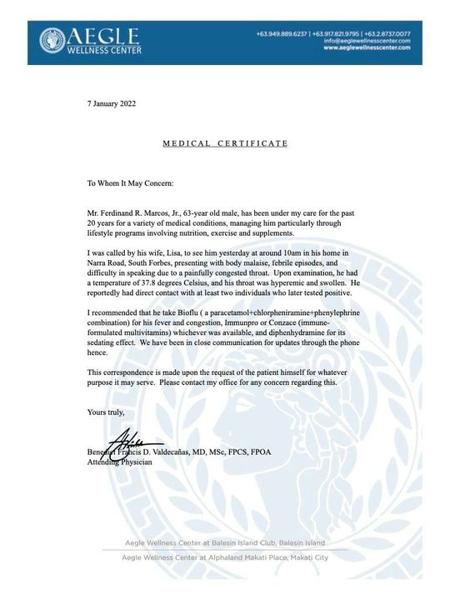 AEGLE
WELLNESS CENTER
+63.949.889.6237 | +63.917.821.9795 | +63.2.8737.0077
info@aeglewellnesscenter.com
www.aeglewellnesscenter.com
7 January 2022
MEDICAL CERTIFICATE
To Whom It May Concern:
Mr. Ferdinand R. Marcos, Jr., 63-year old male, has been under my care for the past
20 years for a variety of medical conditions, managing him particularly through
lifestyle programs involving nutrition, exercise and supplements.
I was called by his wife, Lisa, to see him yesterday at around 10am in his home in
Narra Road, South Forbes, presenting with body malaise, febrile episodes, and
difficulty in speaking due to a painfully congested throat. Upon examination, he had
a temperature of 37.8 degrees Celsius, and his throat was hyperemic and swollen. He
reportedly had direct contact with at least two individuals who later tested positive.
I recommended that he take Bioflu ( a paracetamol+chlorpheniramine+phenylephrine
combination) for his fever and congestion, Immunpro or Conzace (immune-
formulated multivitamins) whichever was available, and diphenhydramine for its
sedating effect. We have been in close communication for updates through the phone
hence.
This correspondence is made upon the request of the patient himself for whatever
purpose it may serve. Please contact my office for any concern regarding this.
Yours truly,
Benedict Francis D. Valdecañas, MD, MSc, FPCS, FPOA
Attending Physician
Aegle Wellness Center at Balesin Island Club, Balesin Island
Aegle Wellness Center at Alphaland Makati Place, Makati City